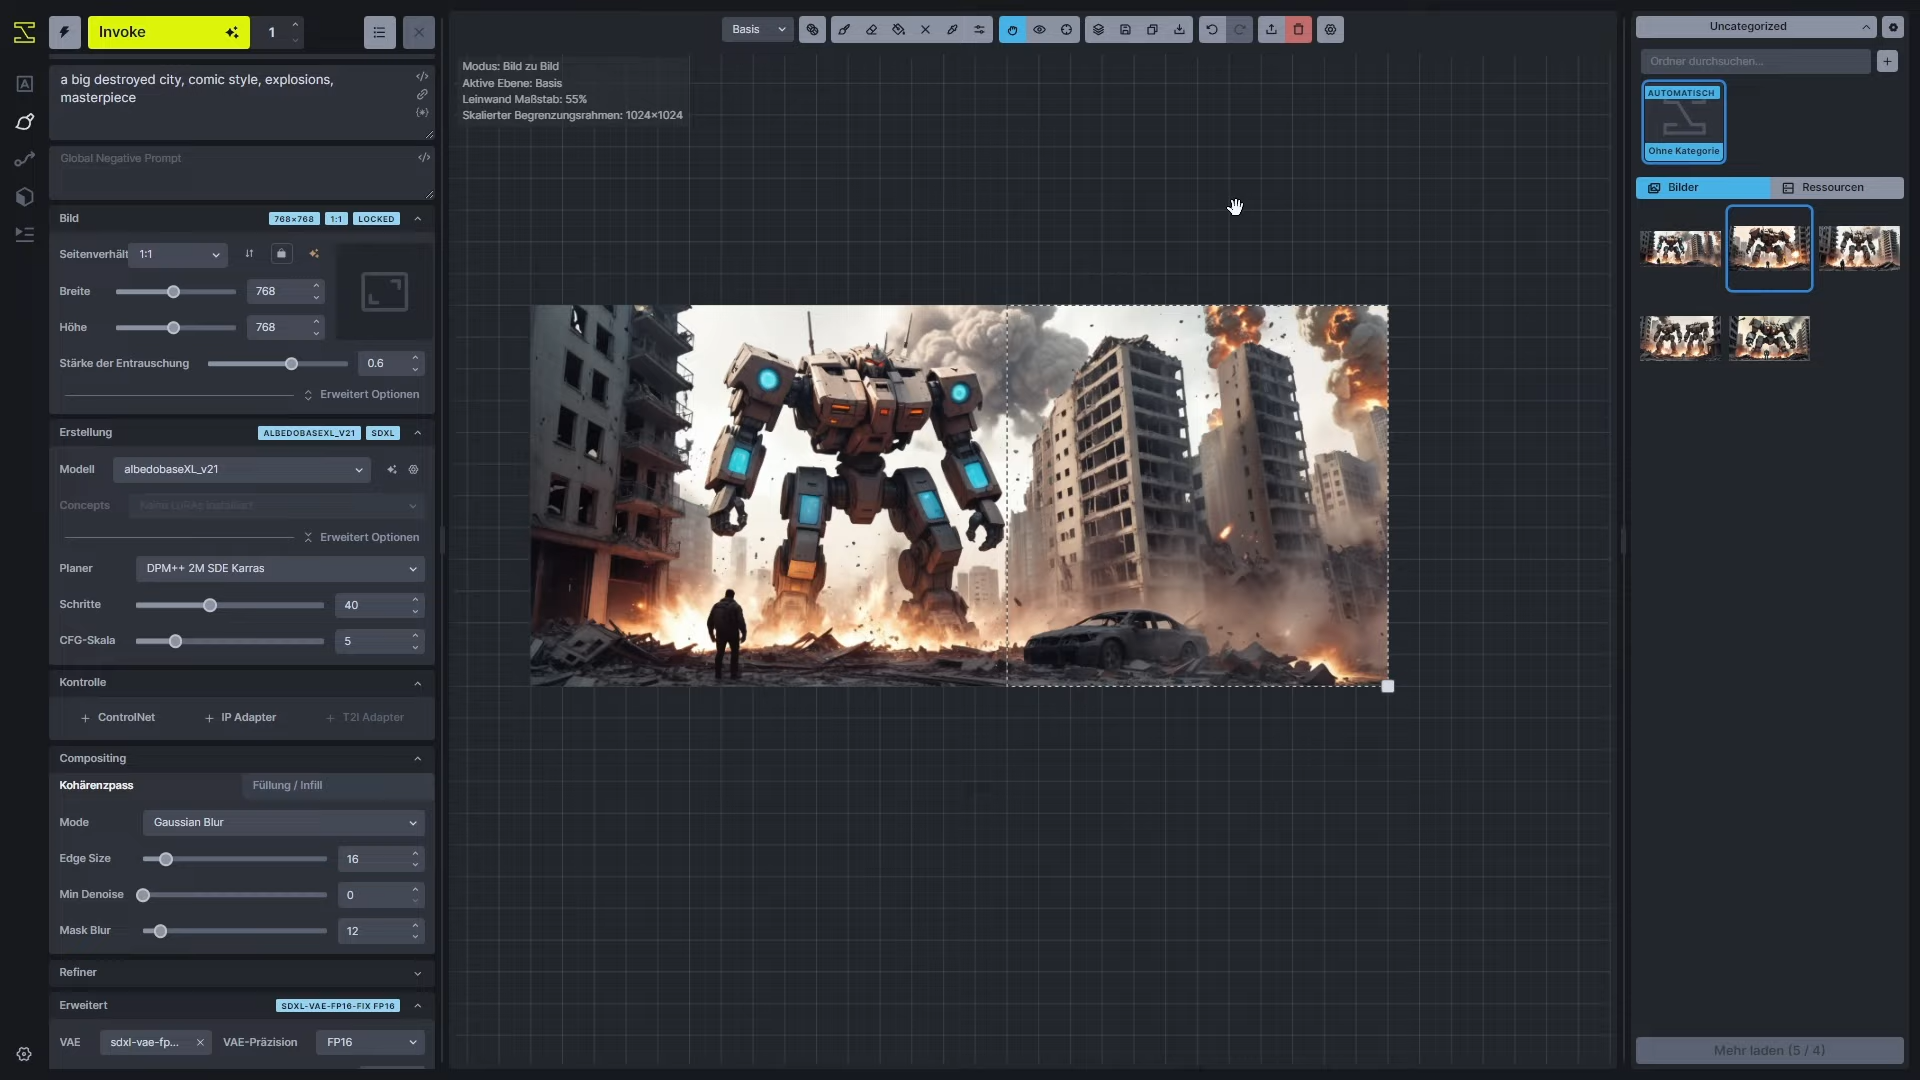 Invoke
1
Basis
Uncategorized
a big destroyed city, comic style, explosions,
masterpiece
Modus: Bild zu Bild
Aktive Ebene: Basis
Leinwand Maßstab: 55%
Skalierter Begrenzungsrahmen: 1024×1024
Ordner durchsuchen...
AUTOMATISCH
Ohne Kategorie
Global Negative Prompt
Bilder
Ressourcen
Bild
768×768
1:1
LOCKED
Seitenverhält
1:1
Breite
768
Höhe
768
Stärke der Entrauschung
0.6
Erweitert Optionen
Erstellung
ALBEDOBASEXL_V21
SDXL
Modell
albedobaseXL_v21
Concepts
Keine LoRAs installiert
Erweitert Optionen
Planer
DPM++ 2M SDE Karras
Schritte
40
CFG-Skala
5
Kontrolle
ControlNet
IP Adapter
T2I Adapter
Compositing
Kohärenzpass
Füllung / Infill
Mode
Gaussian Blur
Edge Size
16
Min Denoise
0
Mask Blur
12
Refiner
Erweitert
SDXL-VAE-FP16-FIX FP16
VAE
sdxl-vae-fp...
VAE-Präzision
FP16
Mehr laden (5 / 4)